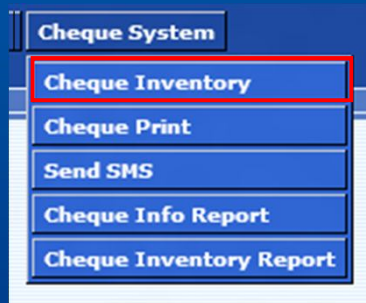 Cheque System
Cheque Inventory
Cheque Print
Send SMS
Cheque Info Report
Cheque Inventory Report